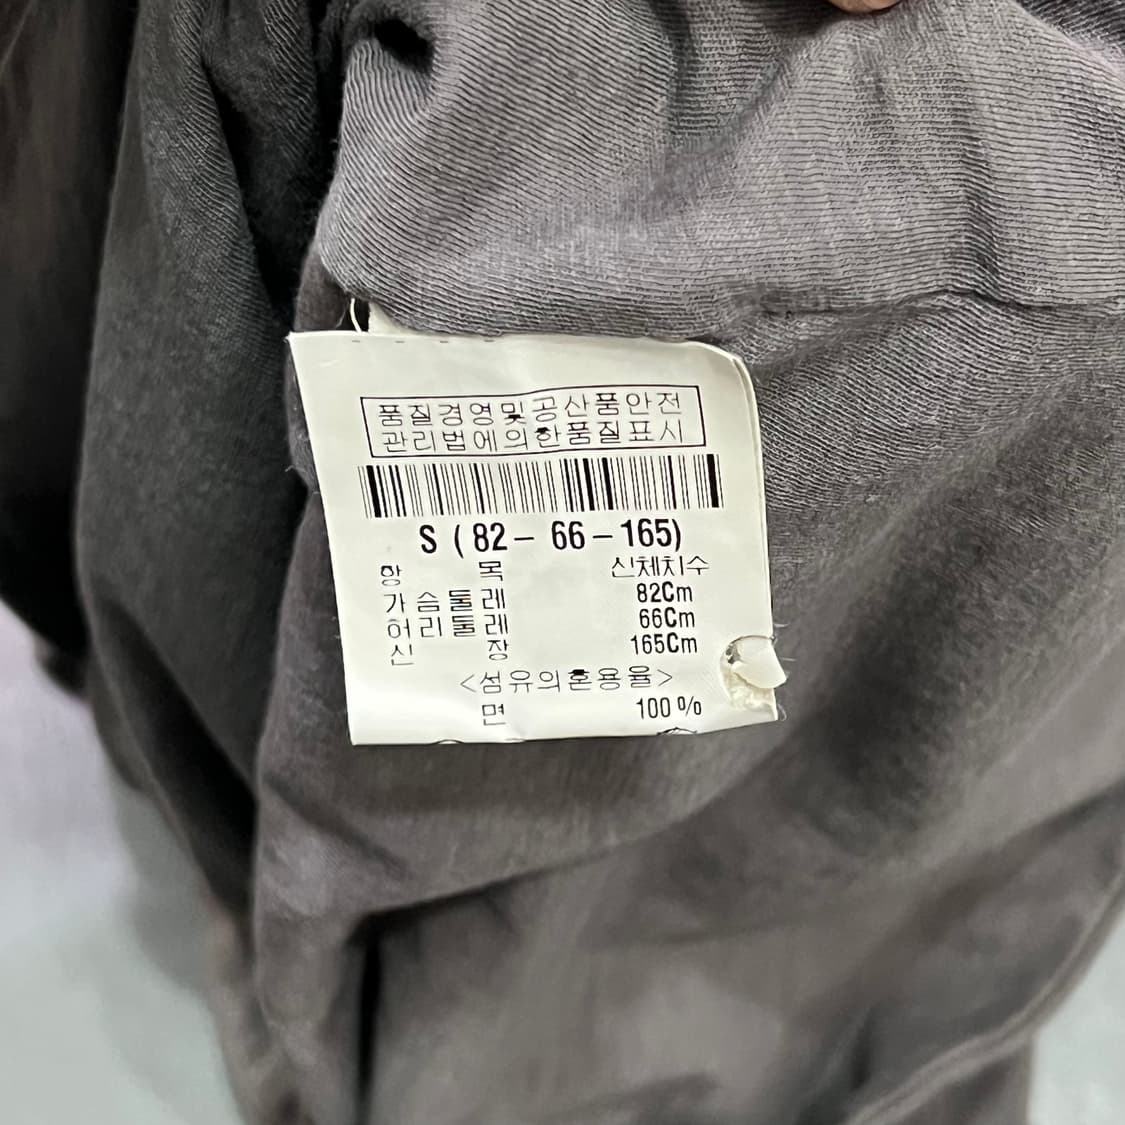 품질경영및공산품안전
관리법에의한품질표시
S (82- 66-165)
항 목 신체치수
가슴둘레 82Cm
허리둘레 66Cm
신 장 165Cm
<섬유의혼용율>
면 100%